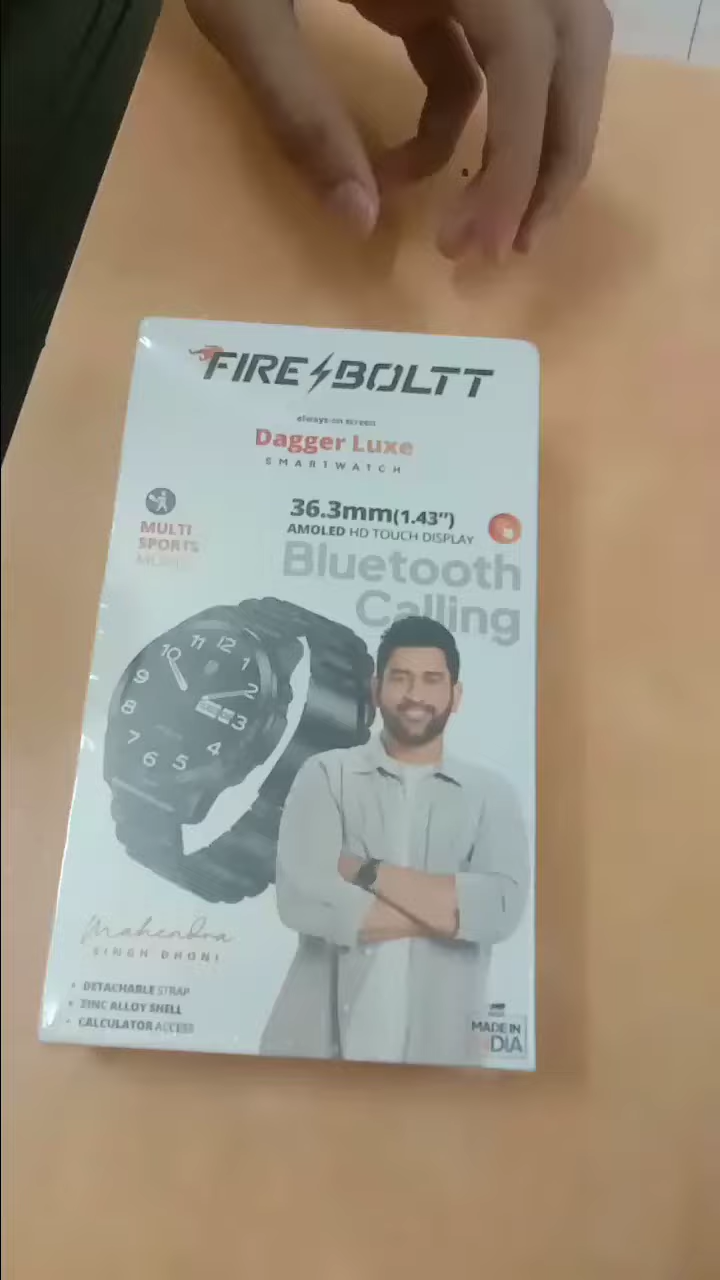 FIRE BOLTT
always-on screen
Dagger Luxe
SMARTWATCH
36.3mm(1.43")
AMOLED HD TOUCH DISPLAY
MULTI
SPORTS
Bluetooth
Calling
11 12 1
10 2
9 3
8 4
7 6 5
Mahendra
SINGH DHONI
• DETACHABLE STRAP
• ZINC ALLOY SHELL
• CALCULATOR ACCESS
MADE IN
INDIA